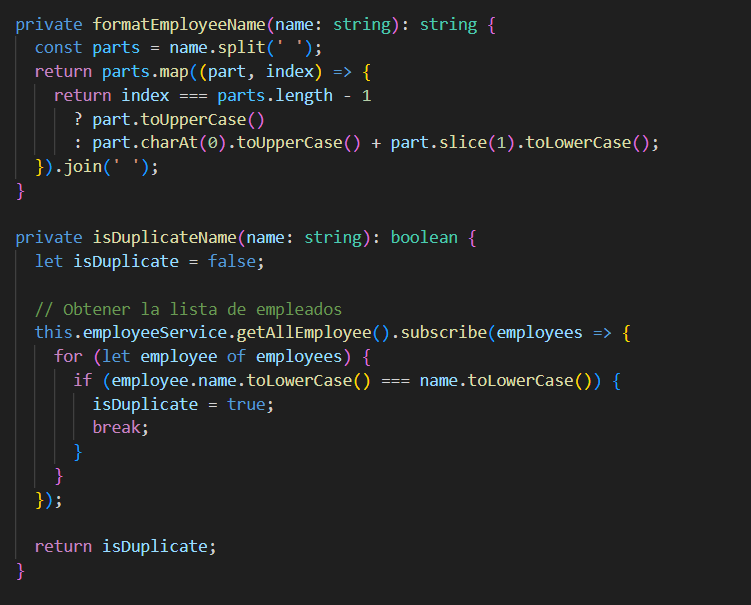 private formatEmployeeName(name: string): string {
  const parts = name.split(' ');
  return parts.map((part, index) => {
    return index === parts.length - 1
      ? part.toUpperCase()
      : part.charAt(0).toUpperCase() + part.slice(1).toLowerCase();
  }).join(' ');
}

private isDuplicateName(name: string): boolean {
  let isDuplicate = false;

  // Obtener la lista de empleados
  this.employeeService.getAllEmployee().subscribe(employees => {
    for (let employee of employees) {
      if (employee.name.toLowerCase() === name.toLowerCase()) {
        isDuplicate = true;
        break;
      }
    }
  });

  return isDuplicate;
}